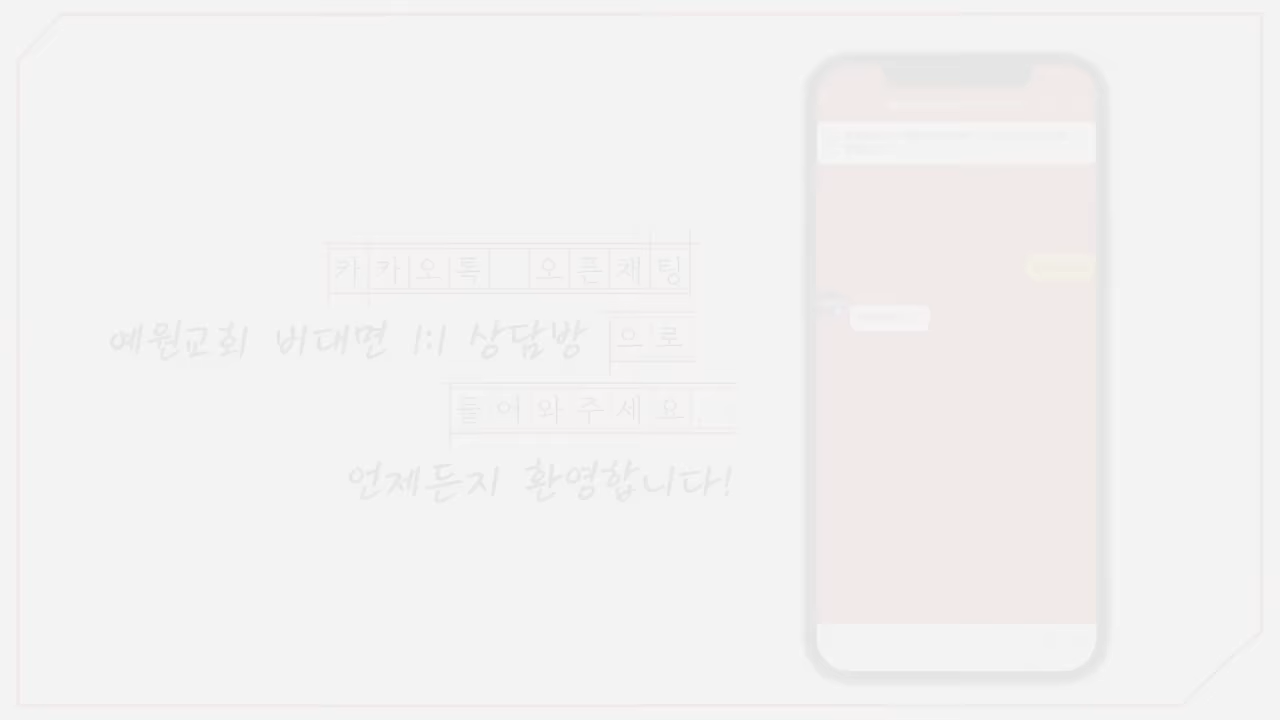 카카오톡 오픈채팅
예원교회 비대면 1:1 상담방으로
들어와주세요.
언제든지 환영합니다!